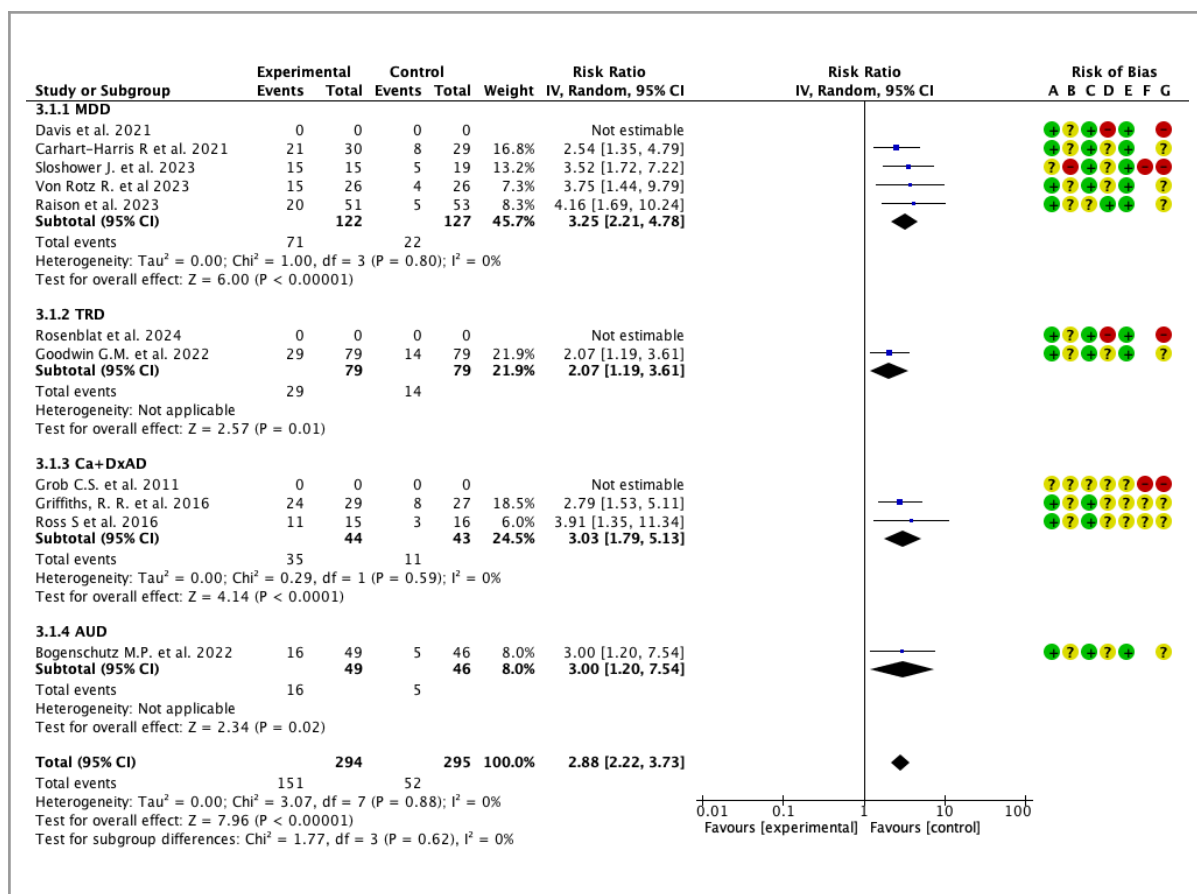 Experimental Control Risk Ratio Risk Ratio Risk of Bias
Study or Subgroup Events Total Events Total Weight IV, Random, 95% CI IV, Random, 95% CI A B C D E F G
3.1.1 MDD
Davis et al. 2021 0 0 0 0 Not estimable + ? + - + -
Carhart-Harris R et al. 2021 21 30 8 29 16.8% 2.54 [1.35, 4.79] + ? + ? + ?
Sloshower J. et al. 2023 15 15 5 19 13.2% 3.52 [1.72, 7.22] ? - + ? + - -
Von Rotz R. et al 2023 15 26 4 26 7.3% 3.75 [1.44, 9.79] + ? + ? + ?
Raison et al. 2023 20 51 5 53 8.3% 4.16 [1.69, 10.24] + ? ? + + ?
Subtotal (95% CI) 122 127 45.7% 3.25 [2.21, 4.78]
Total events 71 22
Heterogeneity: Tau² = 0.00; Chi² = 1.00, df = 3 (P = 0.80); I² = 0%
Test for overall effect: Z = 6.00 (P < 0.00001)
3.1.2 TRD
Rosenblat et al. 2024 0 0 0 0 Not estimable + ? + - + -
Goodwin G.M. et al. 2022 29 79 14 79 21.9% 2.07 [1.19, 3.61] + ? + ? + ?
Subtotal (95% CI) 79 79 21.9% 2.07 [1.19, 3.61]
Total events 29 14
Heterogeneity: Not applicable
Test for overall effect: Z = 2.57 (P = 0.01)
3.1.3 Ca+DxAD
Grob C.S. et al. 2011 0 0 0 0 Not estimable ? ? ? ? ? - -
Griffiths, R. R. et al. 2016 24 29 8 27 18.5% 2.79 [1.53, 5.11] + ? + ? ? ? ?
Ross S et al. 2016 11 15 3 16 6.0% 3.91 [1.35, 11.34] + ? + ? ? ? ?
Subtotal (95% CI) 44 43 24.5% 3.03 [1.79, 5.13]
Total events 35 11
Heterogeneity: Tau² = 0.00; Chi² = 0.29, df = 1 (P = 0.59); I² = 0%
Test for overall effect: Z = 4.14 (P < 0.0001)
3.1.4 AUD
Bogenschutz M.P. et al. 2022 16 49 5 46 8.0% 3.00 [1.20, 7.54] + ? + ? + ?
Subtotal (95% CI) 49 46 8.0% 3.00 [1.20, 7.54]
Total events 16 5
Heterogeneity: Not applicable
Test for overall effect: Z = 2.34 (P = 0.02)
Total (95% CI) 294 295 100.0% 2.88 [2.22, 3.73]
Total events 151 52
Heterogeneity: Tau² = 0.00; Chi² = 3.07, df = 7 (P = 0.88); I² = 0%
Test for overall effect: Z = 7.96 (P < 0.00001)
Test for subgroup differences: Chi² = 1.77, df = 3 (P = 0.62), I² = 0%
0.01 0.1 1 10 100
Favours [experimental] Favours [control]